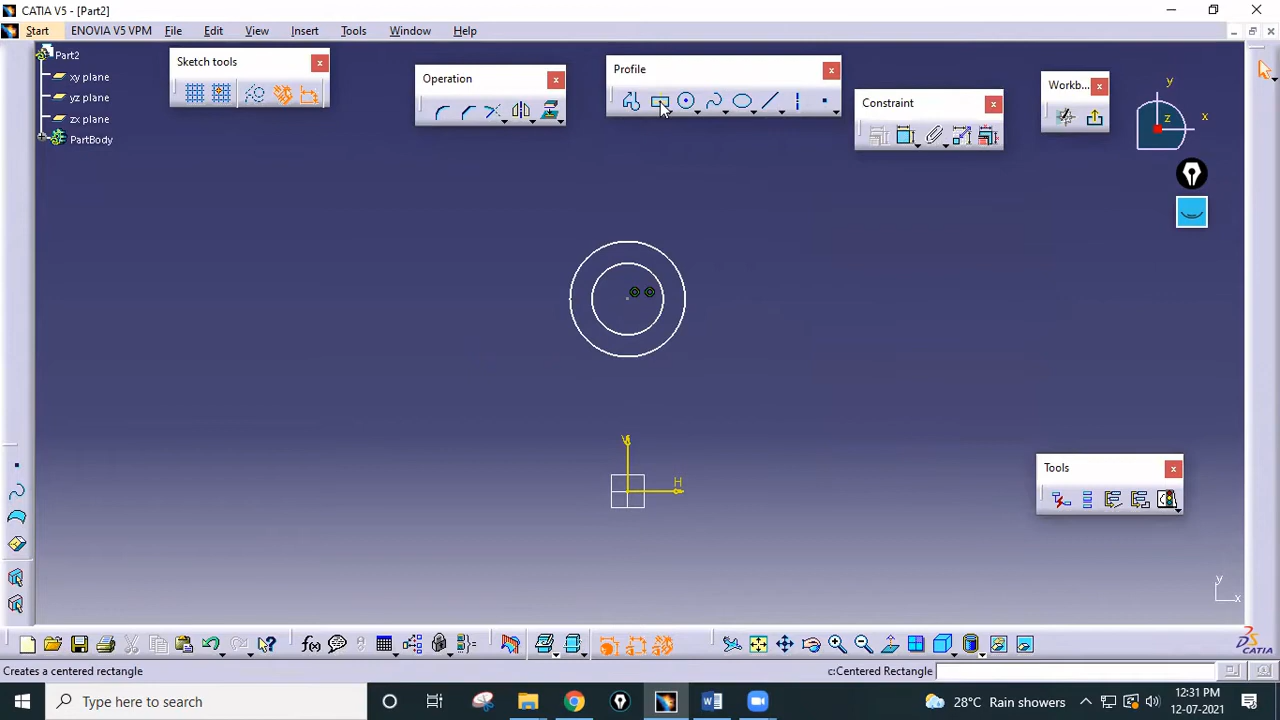 CATIA V5 - [Part2]
Start ENOVIA V5 VPM File Edit View Insert Tools Window Help
Part2
xy plane
yz plane
zx plane
PartBody
Sketch tools x
Operation x
Profile x
Constraint x
Workb... x
y
x
z
V
H
Tools x
y
x
f(x)
CATIA
Creates a centered rectangle
c:Centered Rectangle
Type here to search
28°C Rain showers
12:31 PM
12-07-2021